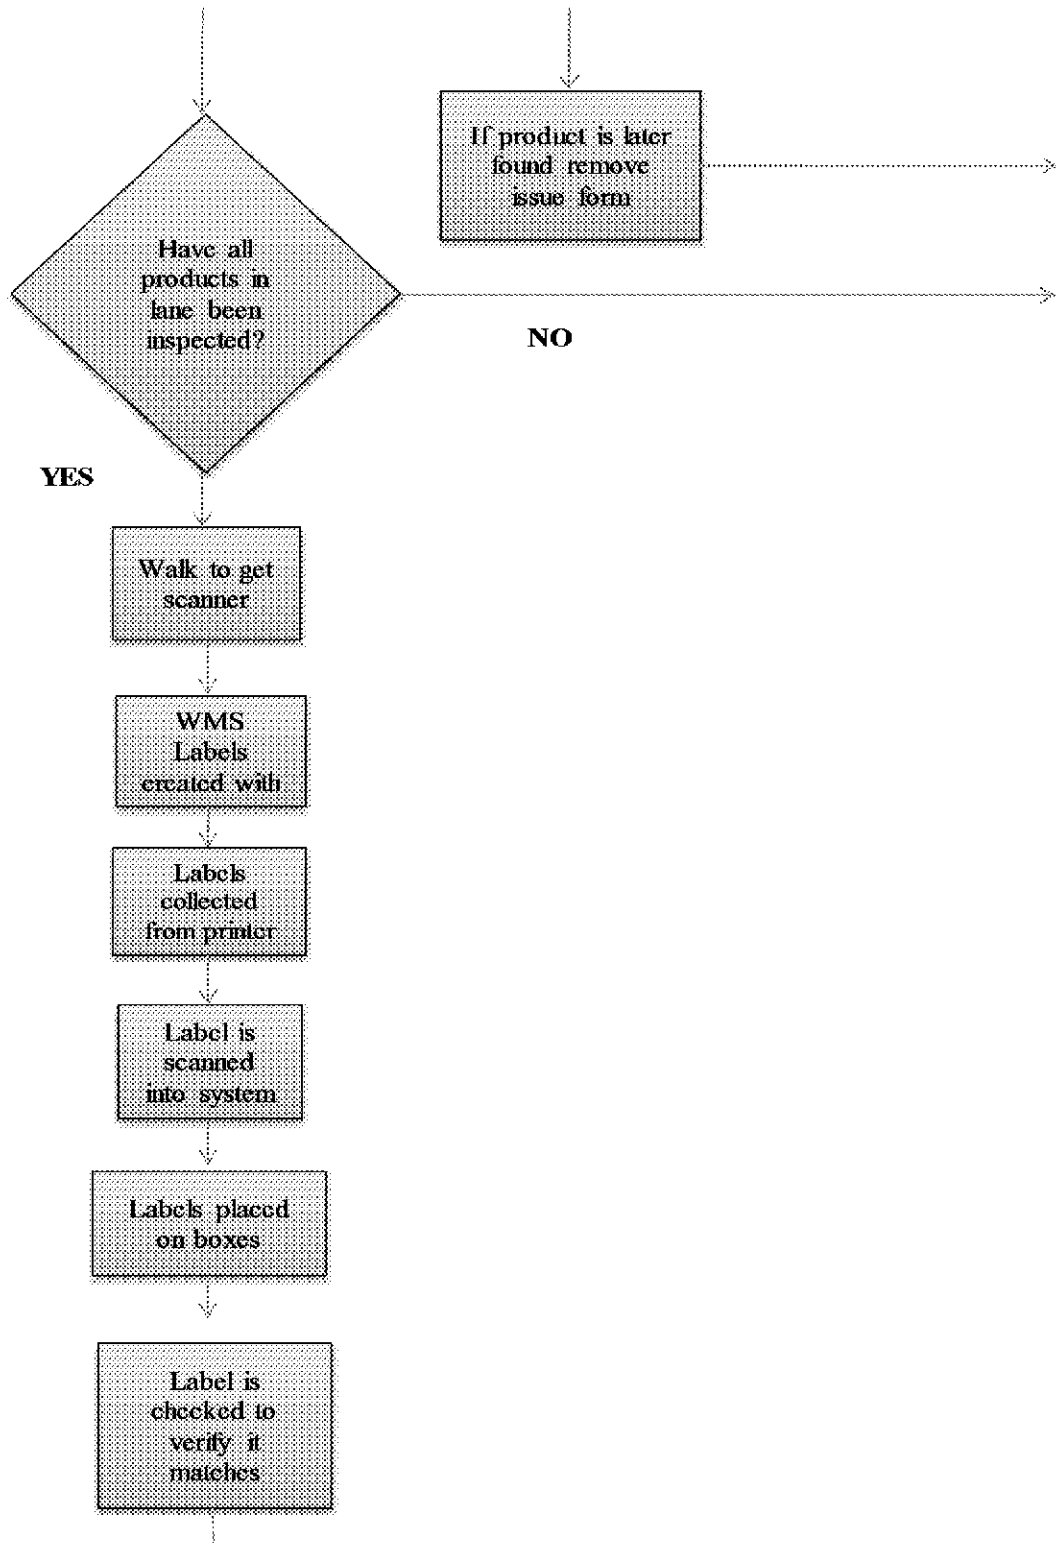 If product is later
found remove
issue form
Have all
products in
lane been
inspected?
NO
YES
Walk to get
scanner
WMS
Labels
created with
Labels
collected
from printer
Label is
scanned
into system
Labels placed
on boxes
Label is
checked to
verify it
matches